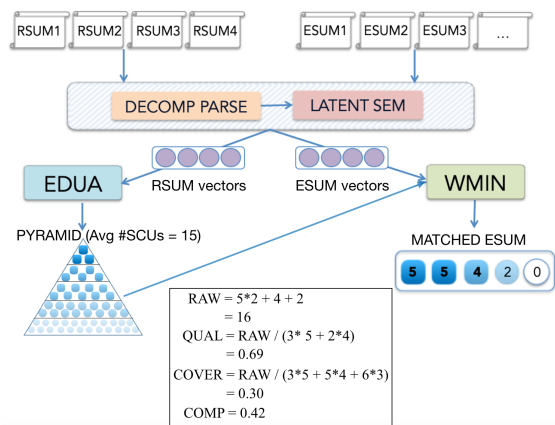 RSUM1 RSUM2 RSUM3 RSUM4 ESUM1 ESUM2 ESUM3 ...
DECOMP PARSE LATENT SEM
EDUA RSUM vectors ESUM vectors WMIN
PYRAMID (Avg #SCUs = 15)
MATCHED ESUM
5 5 4 2 0
RAW = 5*2 + 4 + 2
= 16
QUAL = RAW / (3* 5 + 2*4)
= 0.69
COVER = RAW / (3*5 + 5*4 + 6*3)
= 0.30
COMP = 0.42